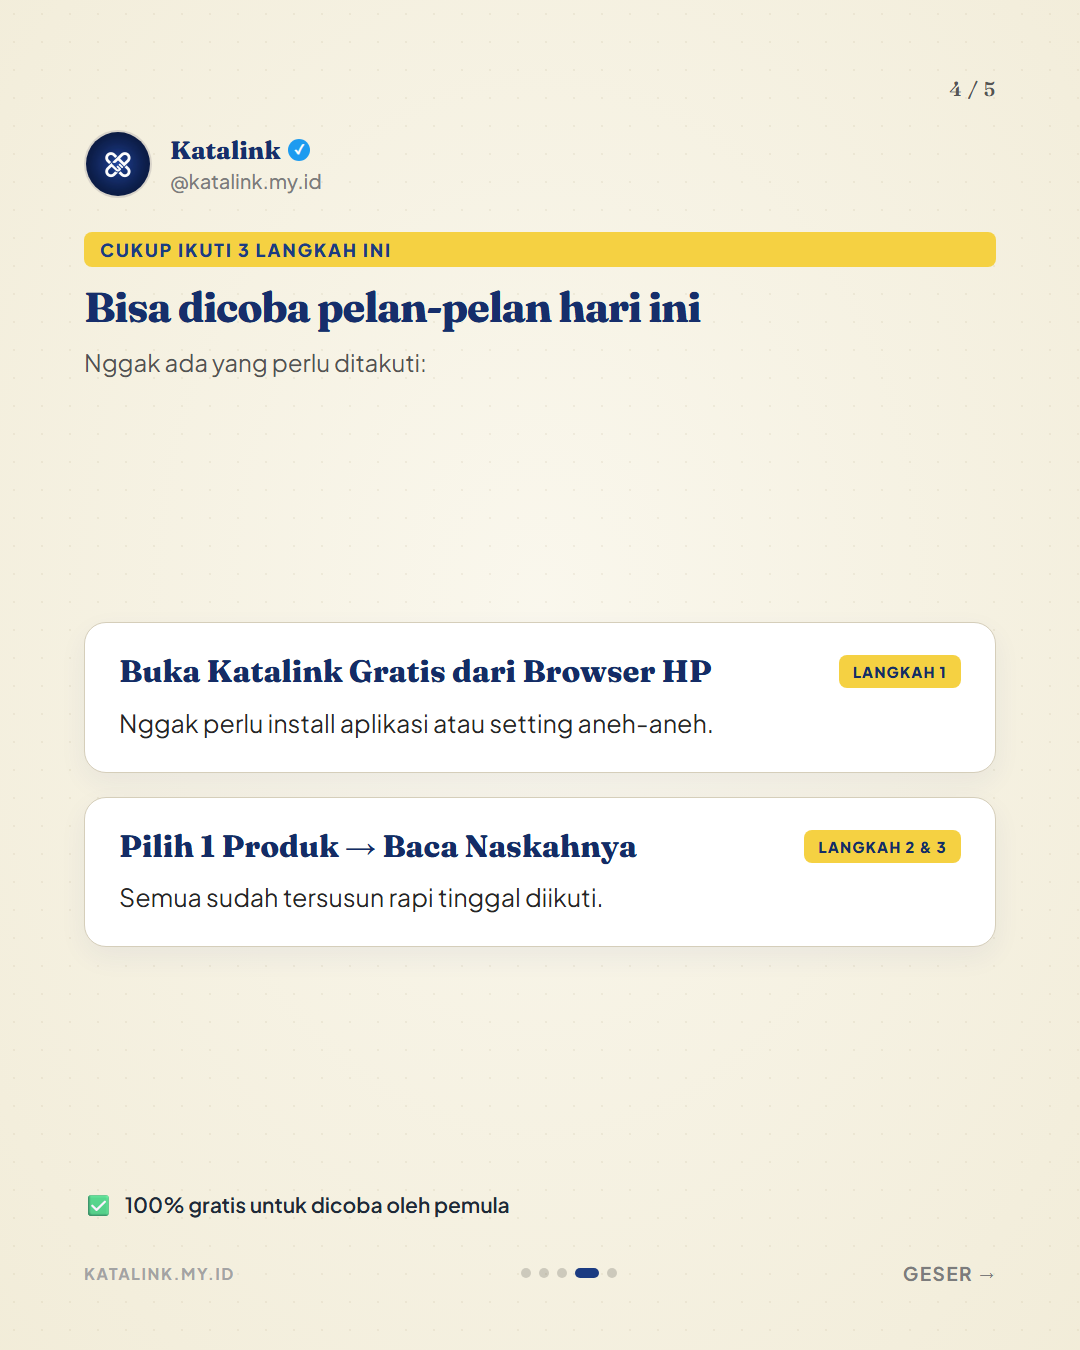 4 / 5
Katalink
@katalink.my.id
CUKUP IKUTI 3 LANGKAH INI
Bisa dicoba pelan-pelan hari ini
Nggak ada yang perlu ditakuti:
Buka Katalink Gratis dari Browser HP
LANGKAH 1
Nggak perlu install aplikasi atau setting aneh-aneh.
Pilih 1 Produk → Baca Naskahnya
LANGKAH 2 & 3
Semua sudah tersusun rapi tinggal diikuti.
✅ 100% gratis untuk dicoba oleh pemula
KATALINK.MY.ID
GESER →